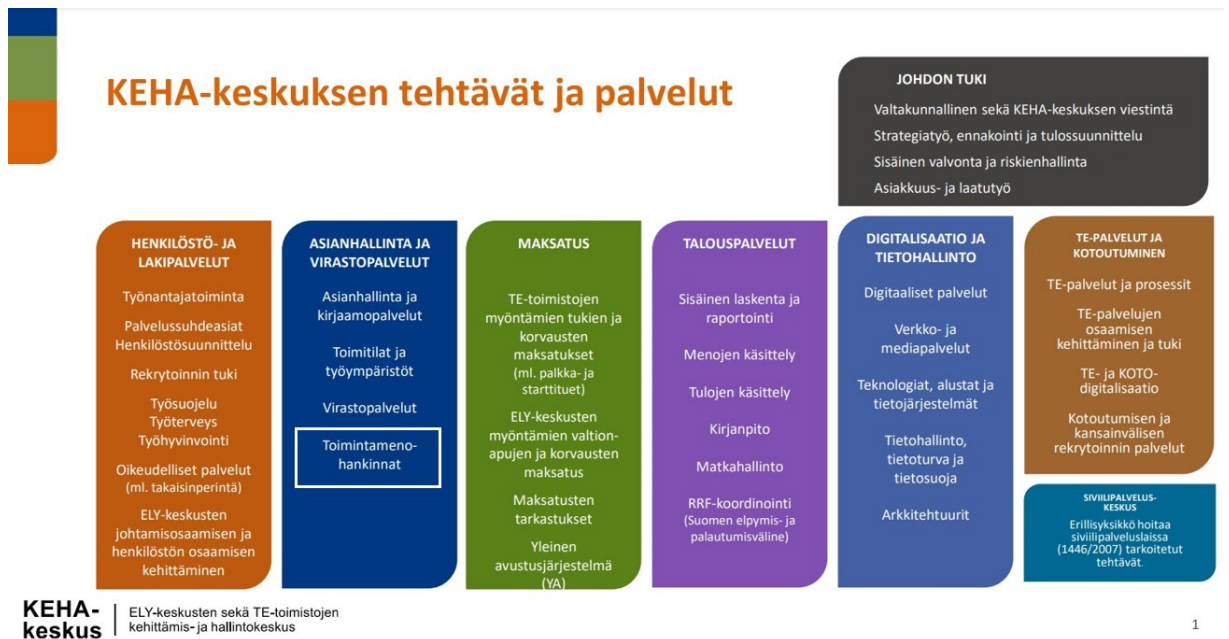 KEHA-keskuksen tehtävät ja palvelut
JOHDON TUKI
Valtakunnallinen sekä KEHA-keskuksen viestintä
Strategiatyö, ennakointi ja tulossuunnittelu
Sisäinen valvonta ja riskienhallinta
Asiakkuus- ja laatutyö
HENKILÖSTÖ- JA
LAKIPALVELUT
Työnantajatoiminta
Palvelussuhdeasiat
Henkilöstösuunnittelu
Rekrytoinnin tuki
Työsuojelu
Työterveys
Työhyvinvointi
Oikeudelliset palvelut
(ml. takaisinperintä)
ELY-keskusten
johtamisosaamisen ja
henkilöstön osaamisen
kehittäminen
ASIANHALLINTA JA
VIRASTOPALVELUT
Asianhallinta ja
kirjaamopalvelut
Toimitilat ja
työympäristöt
Virastopalvelut
Toimintameno-
hankinnat
MAKSATUS
TE-toimistojen
myöntämien tukien ja
korvausten
maksatukset
(ml. palkka- ja
starttituet)
ELY-keskusten
myöntämien valtion-
apujen ja korvausten
maksatus
Maksatusten
tarkastukset
Yleinen
avustusjärjestelmä
(YA)
TALOUSPALVELUT
Sisäinen laskenta ja
raportointi
Menojen käsittely
Tulojen käsittely
Kirjanpito
Matkahallinto
RRF-koordinointi
(Suomen elpymis- ja
palautumisväline)
DIGITALISAATIO JA
TIETOHALLINTO
Digitaaliset palvelut
Verkko- ja
mediapalvelut
Teknologiat, alustat ja
tietojärjestelmät
Tietohallinto,
tietoturva ja
tietosuoja
Arkkitehtuurit
TE-PALVELUT JA
KOTOUTUMINEN
TE-palvelut ja prosessit
TE-palvelujen
osaamisen
kehittäminen ja tuki
TE- ja KOTO-
digitalisaatio
Kotoutumisen ja
kansainvälisen
rekrytoinnin palvelut
SIVIILIPALVELUS-
KESKUS
Erillisyksikkö hoitaa
siviilipalveluslaissa
(1446/2007) tarkoitetut
tehtävät.
KEHA-
keskus
ELY-keskusten sekä TE-toimistojen
kehittämis- ja hallintokeskus
1